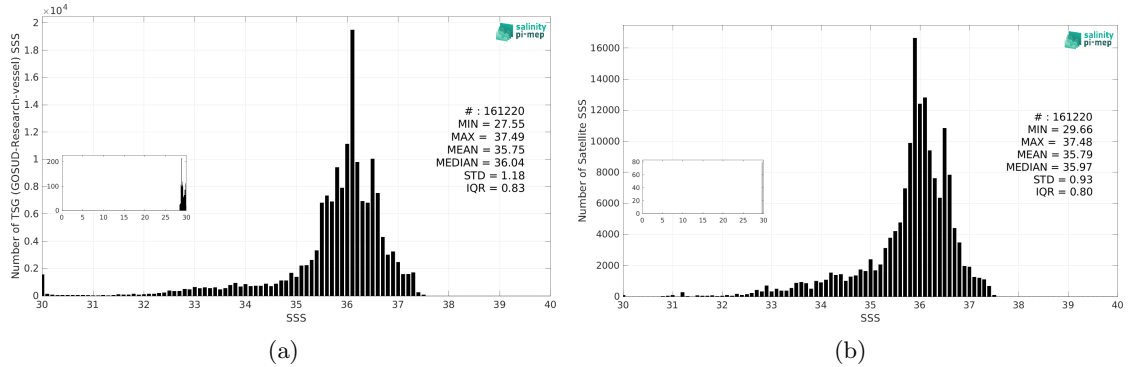 ×10⁴
2
1.8
1.6
1.4
1.2
1
0.8
0.6
0.4
0.2
0
Number of TSG (GOSUD-Research-vessel) SSS
salinity
pi-mep
# : 161220
MIN = 27.55
MAX = 37.49
MEAN = 35.75
MEDIAN = 36.04
STD = 1.18
IQR = 0.83
200
100
0
0 5 10 15 20 25 30
30 31 32 33 34 35 36 37 38 39 40
SSS
(a)
16000
14000
12000
10000
8000
6000
4000
2000
0
Number of Satellite SSS
salinity
pi-mep
# : 161220
MIN = 29.66
MAX = 37.48
MEAN = 35.79
MEDIAN = 35.97
STD = 0.93
IQR = 0.80
80
60
40
20
0
0 5 10 15 20 25 30
30 31 32 33 34 35 36 37 38 39 40
SSS
(b)